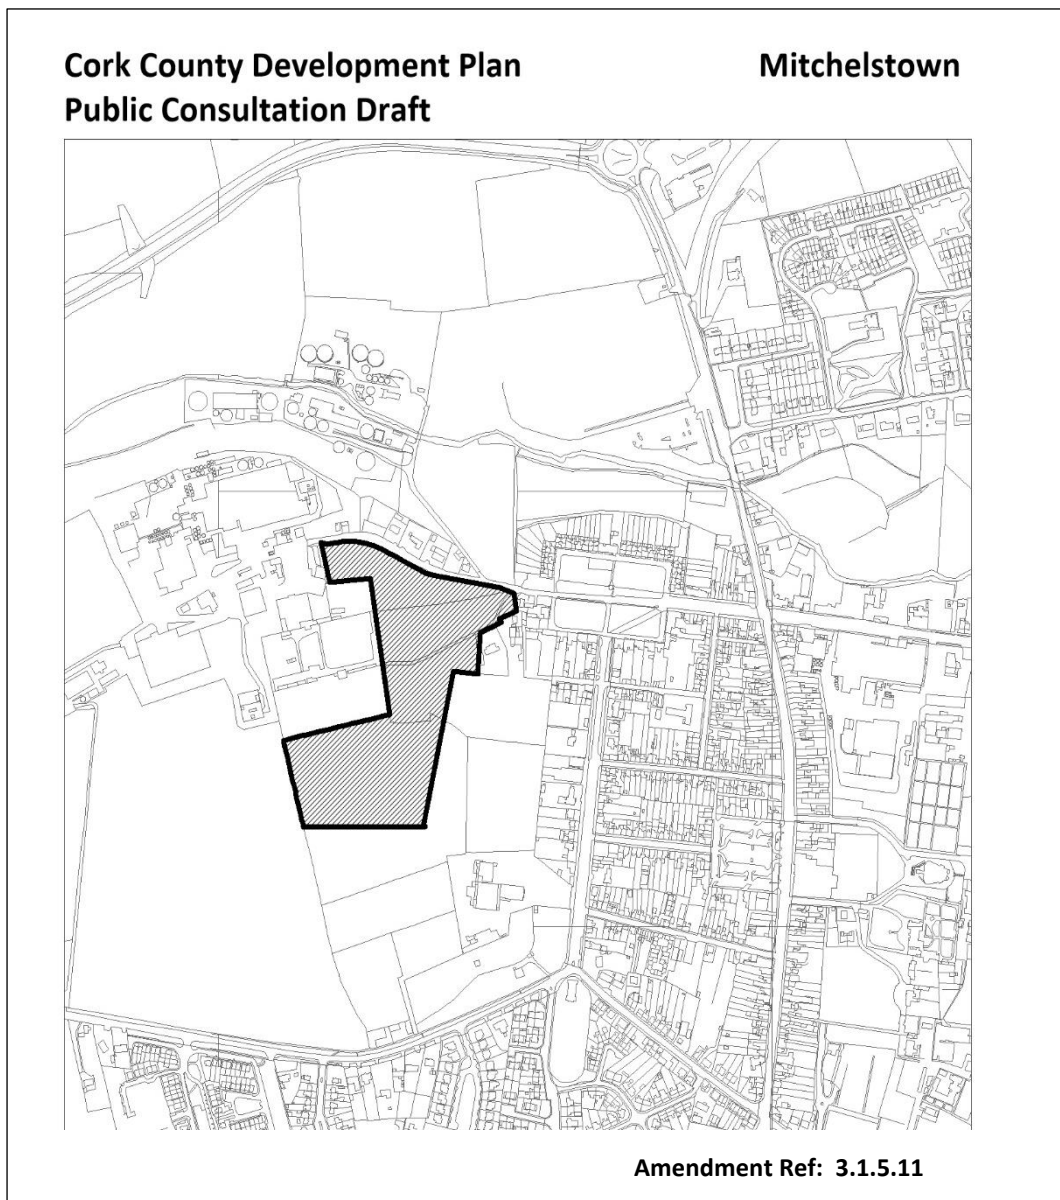 Cork County Development Plan
Mitchelstown
Public Consultation Draft
Amendment Ref: 3.1.5.11